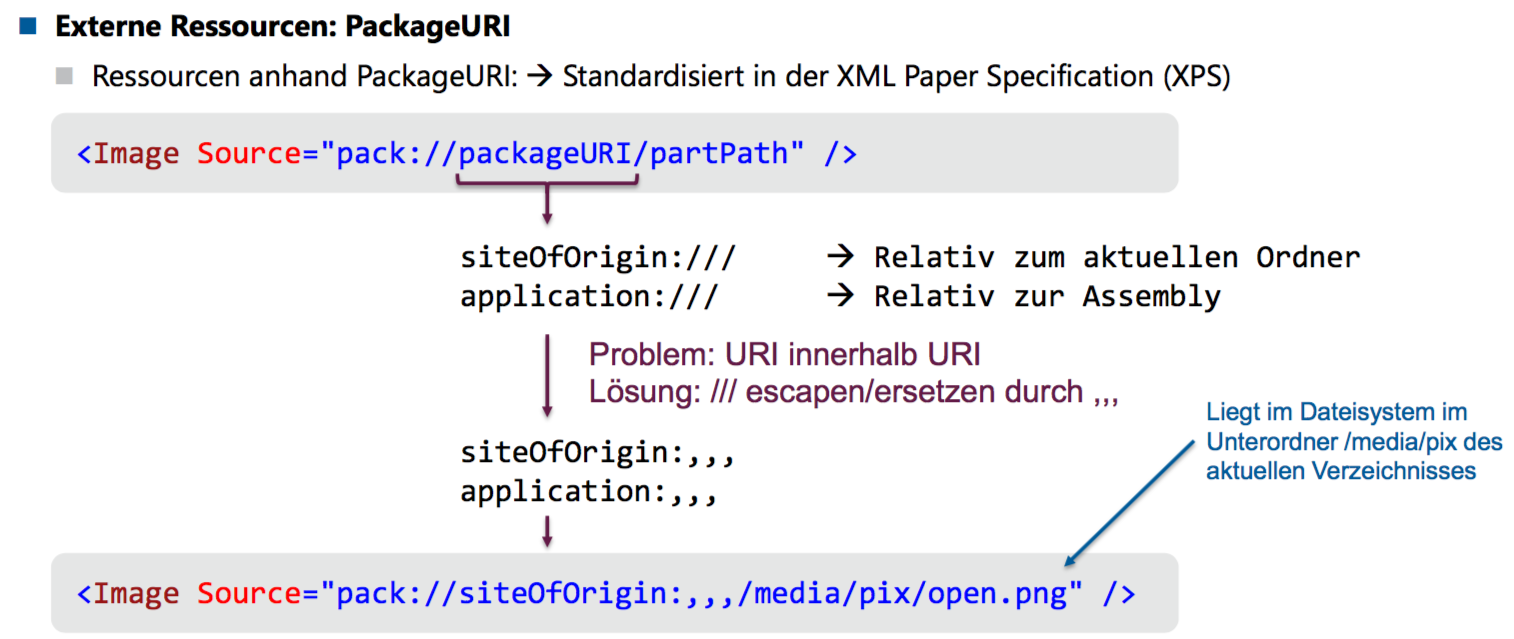 Externe Ressourcen: PackageURI
Ressourcen anhand PackageURI: → Standardisiert in der XML Paper Specification (XPS)
<Image Source="pack://packageURI/partPath" />
siteOfOrigin:/// → Relativ zum aktuellen Ordner
application:/// → Relativ zur Assembly
Problem: URI innerhalb URI
Lösung: /// escapen/ersetzen durch ,,,
siteOfOrigin:,,,
application:,,,
Liegt im Dateisystem im
Unterordner /media/pix des
aktuellen Verzeichnisses
<Image Source="pack://siteOfOrigin:,,,/media/pix/open.png" />